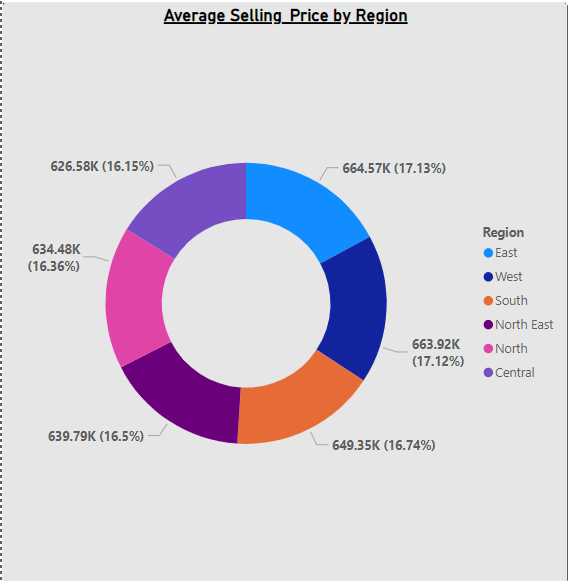 Average Selling Price by Region
626.58K (16.15%)
664.57K (17.13%)
634.48K
(16.36%)
663.92K
(17.12%)
639.79K (16.5%)
649.35K (16.74%)
Region
East
West
South
North East
North
Central